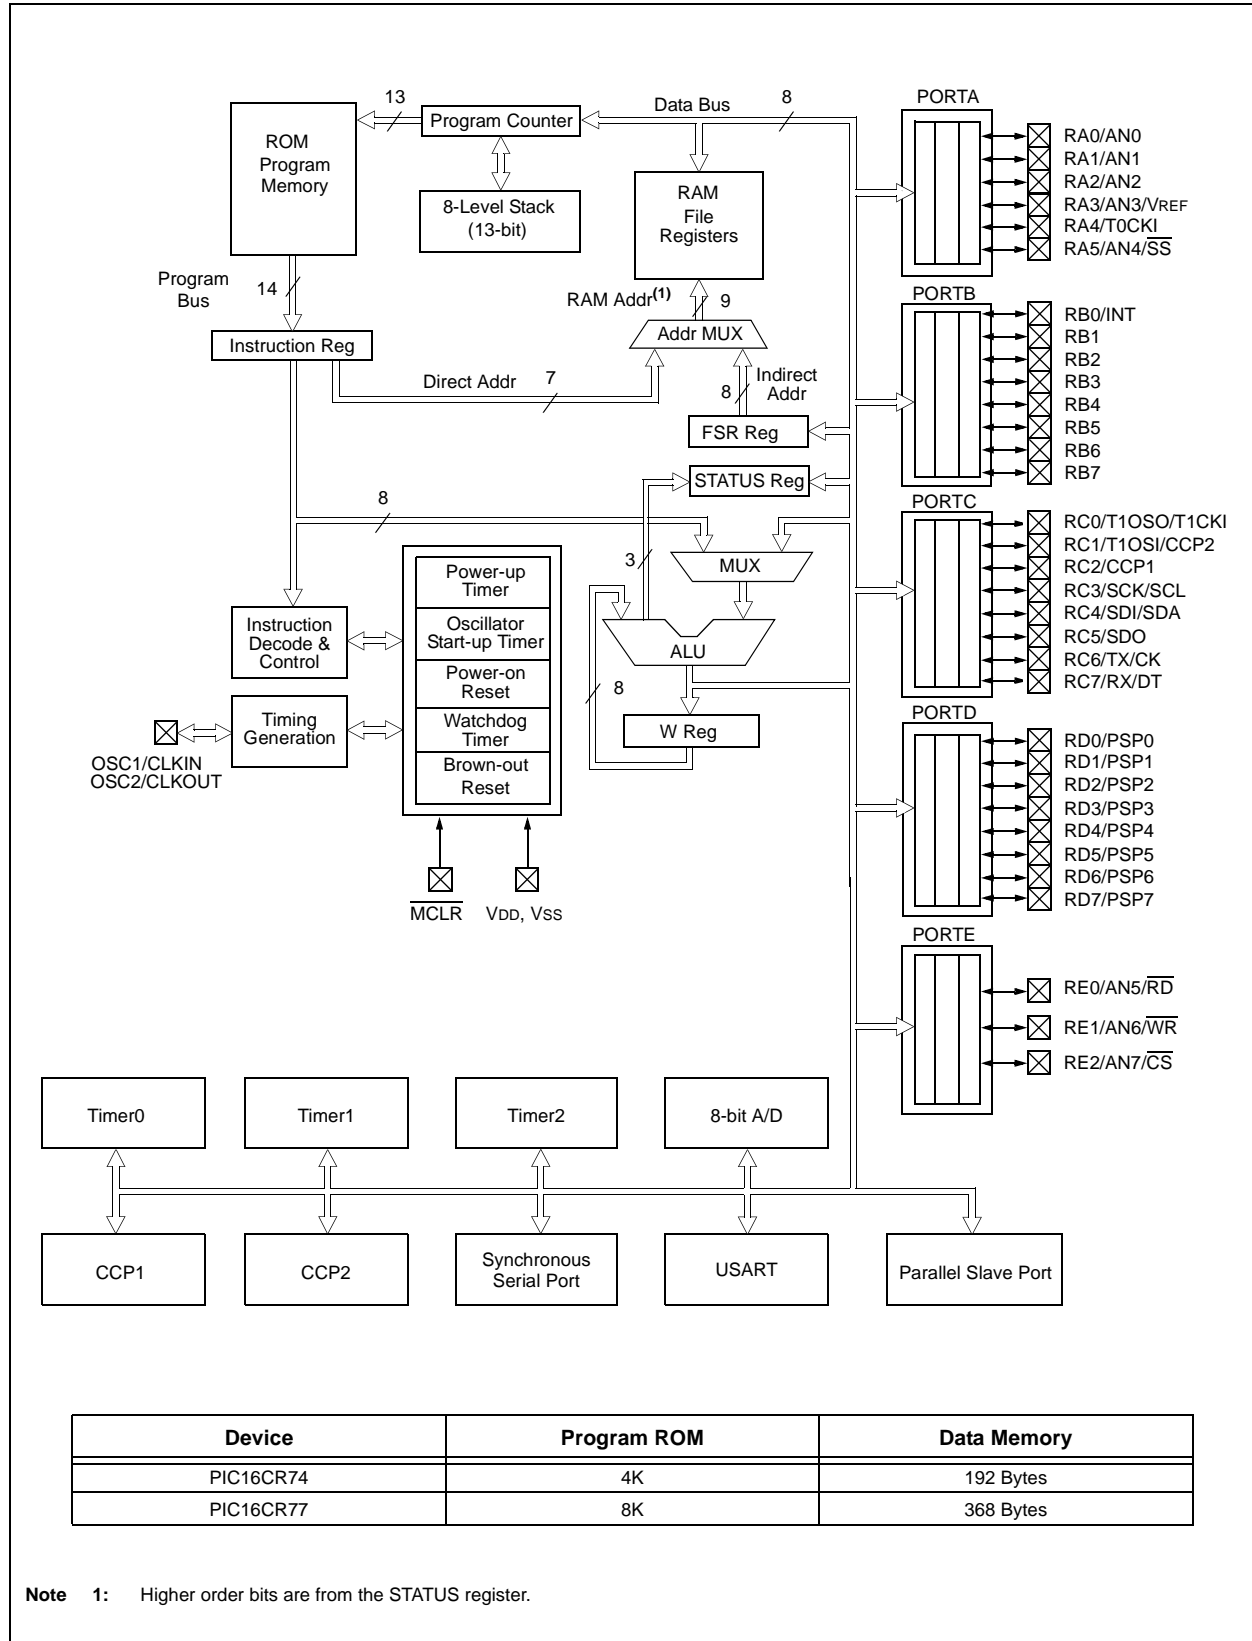 13
Program Counter
Data Bus
8
PORTA
ROM
Program
Memory
8-Level Stack
(13-bit)
RAM
File
Registers
RA0/AN0
RA1/AN1
RA2/AN2
RA3/AN3/VREF
RA4/T0CKI
RA5/AN4/SS
Program
Bus
14
RAM Addr(1)
9
PORTB
Instruction Reg
Addr MUX
Direct Addr
7
8
Indirect
Addr
FSR Reg
RB0/INT
RB1
RB2
RB3
RB4
RB5
RB6
RB7
STATUS Reg
8
3
MUX
PORTC
RC0/T1OSO/T1CKI
RC1/T1OSI/CCP2
RC2/CCP1
RC3/SCK/SCL
RC4/SDI/SDA
RC5/SDO
RC6/TX/CK
RC7/RX/DT
Power-up
Timer
Oscillator
Start-up Timer
Power-on
Reset
Watchdog
Timer
Brown-out
Reset
Instruction
Decode &
Control
ALU
8
W Reg
Timing
Generation
OSC1/CLKIN
OSC2/CLKOUT
MCLR
VDD, VSS
PORTD
RD0/PSP0
RD1/PSP1
RD2/PSP2
RD3/PSP3
RD4/PSP4
RD5/PSP5
RD6/PSP6
RD7/PSP7
PORTE
RE0/AN5/RD
RE1/AN6/WR
RE2/AN7/CS
Timer0
Timer1
Timer2
8-bit A/D
CCP1
CCP2
Synchronous
Serial Port
USART
Parallel Slave Port
Device Program ROM Data Memory
PIC16CR74 4K 192 Bytes
PIC16CR77 8K 368 Bytes
Note 1: Higher order bits are from the STATUS register.